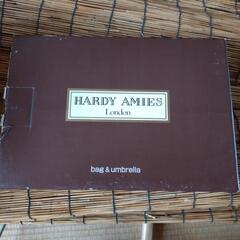 HARDY AMIES
London
bag & umbrella